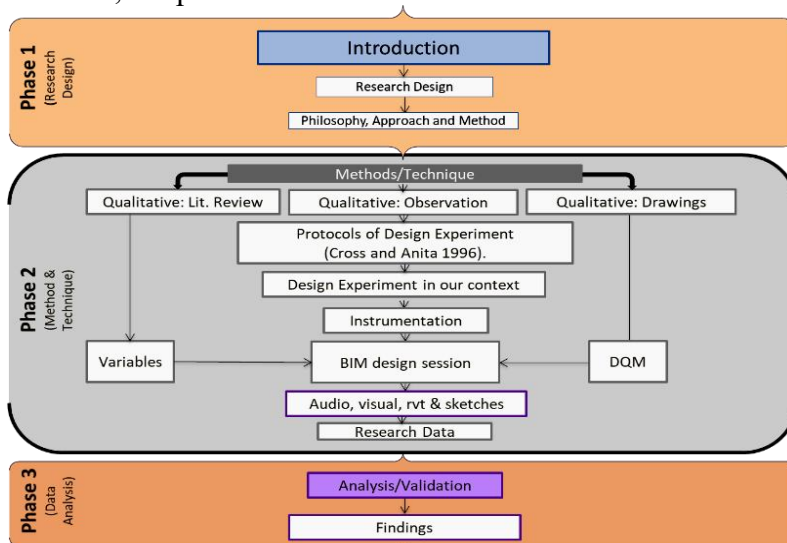 Phase 1
(Research
Design)
Introduction
Research Design
Philosophy, Approach and Method
Phase 2
(Method &
Technique)
Methods/Technique
Qualitative: Lit. Review
Qualitative: Observation
Qualitative: Drawings
Protocols of Design Experiment
(Cross and Anita 1996).
Design Experiment in our context
Instrumentation
Variables
BIM design session
DQM
Audio, visual, rvt & sketches
Research Data
Phase 3
(Data
Analysis)
Analysis/Validation
Findings